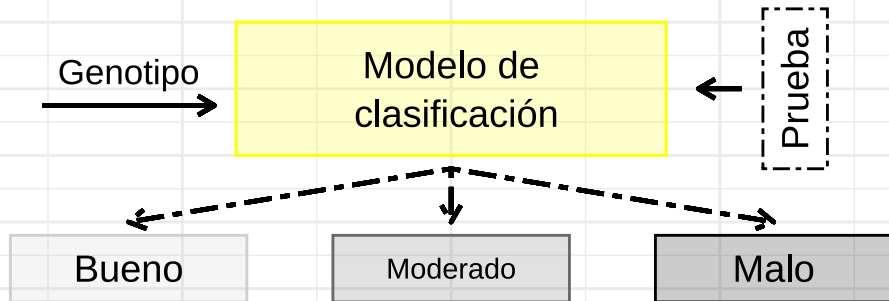 Genotipo
Modelo de
clasificación
Prueba
Bueno
Moderado
Malo